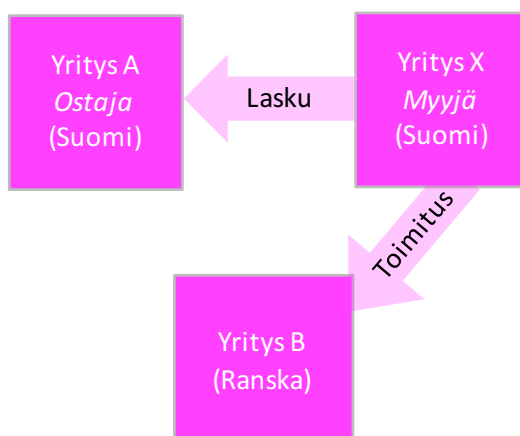 Yritys A
Ostaja
(Suomi)
Lasku
Yritys X
Myyjä
(Suomi)
Toimitus
Yritys B
(Ranska)